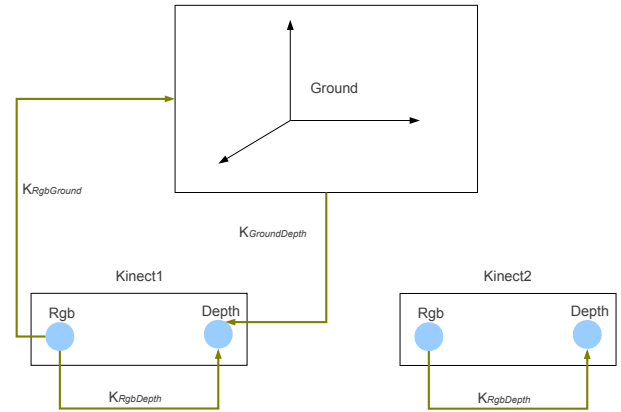 Ground
KRgbGround
KGroundDepth
Kinect1
Kinect2
Rgb
Depth
Rgb
Depth
KRgbDepth
KRgbDepth